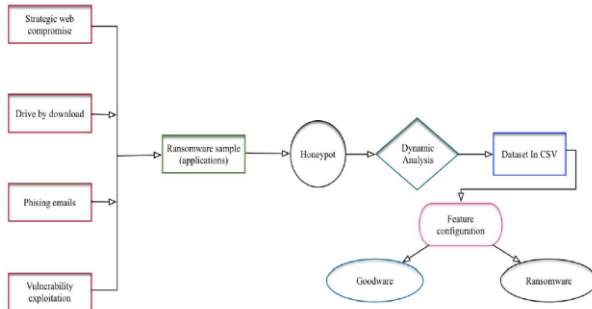 Strategic web
compromise
Drive by download
Phising emails
Vulnerability
exploitation
Ransomware sample
(applications)
Honeypot
Dynamic
Analysis
Dataset In CSV
Feature
configuration
Goodware
Ransomware